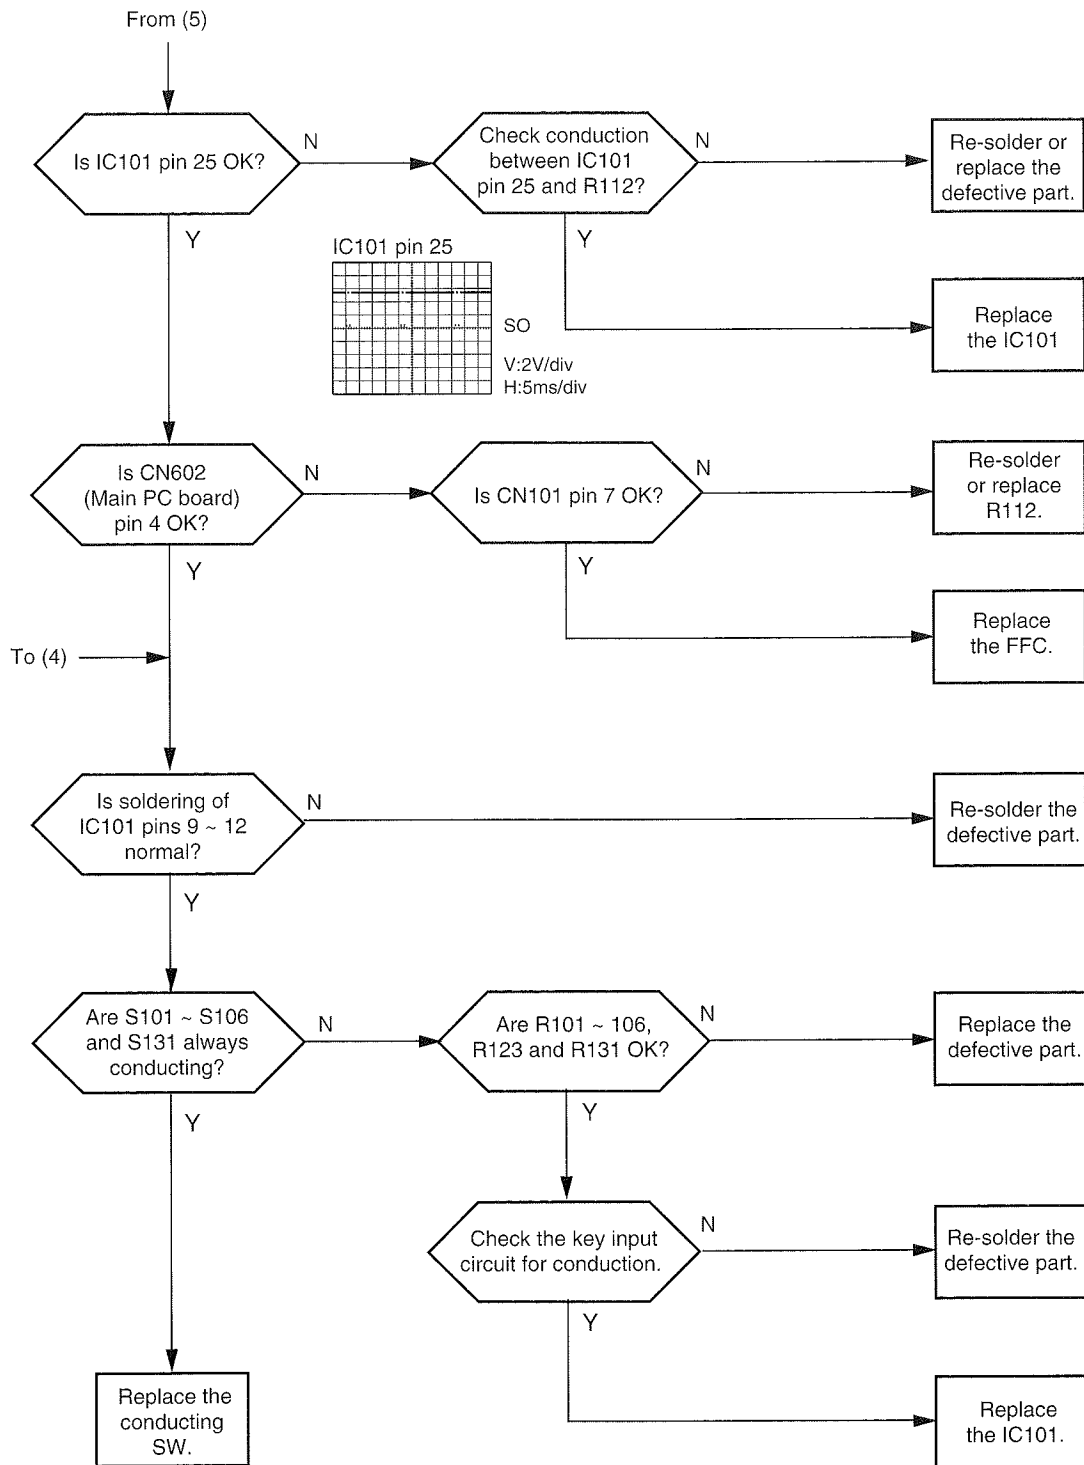 From (5)
Is IC101 pin 25 OK?
N
Check conduction
between IC101
pin 25 and R112?
N
Re-solder or
replace the
defective part.
Y
Y
IC101 pin 25
SO
V:2V/div
H:5ms/div
Replace
the IC101
Is CN602
(Main PC board)
pin 4 OK?
N
Is CN101 pin 7 OK?
N
Re-solder
or replace
R112.
Y
Y
Replace
the FFC.
To (4)
Is soldering of
IC101 pins 9 ~ 12
normal?
N
Re-solder the
defective part.
Y
Are S101 ~ S106
and S131 always
conducting?
N
Are R101 ~ 106,
R123 and R131 OK?
N
Replace the
defective part.
Y
Y
Check the key input
circuit for conduction.
N
Re-solder the
defective part.
Y
Replace the
conducting
SW.
Replace
the IC101.